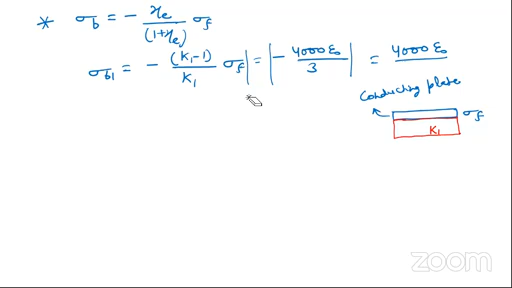 * σb = - χe/(1+χe) σf
σb1 = - (K1-1)/K1 σf | = | - 4000 ε0/3 | = 4000 ε0
Conducting plate
σf
K1
zoom